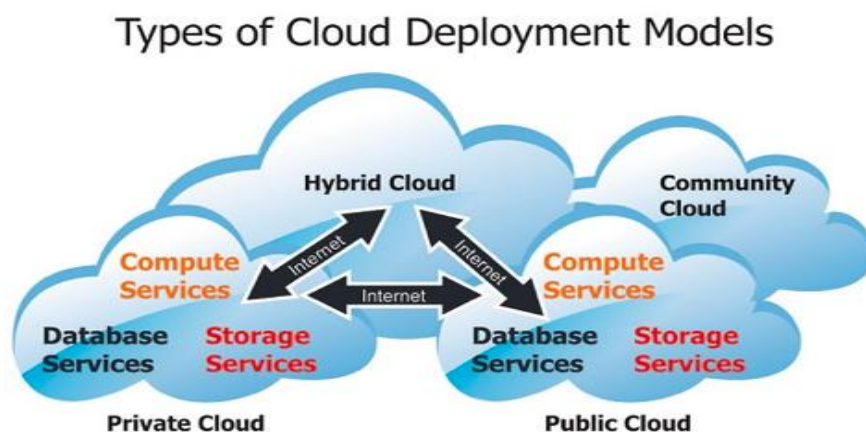 Types of Cloud Deployment Models
Hybrid Cloud
Community
Cloud
Internet
Internet
Internet
Compute
Services
Database
Services
Storage
Services
Private Cloud
Compute
Services
Database
Services
Storage
Services
Public Cloud